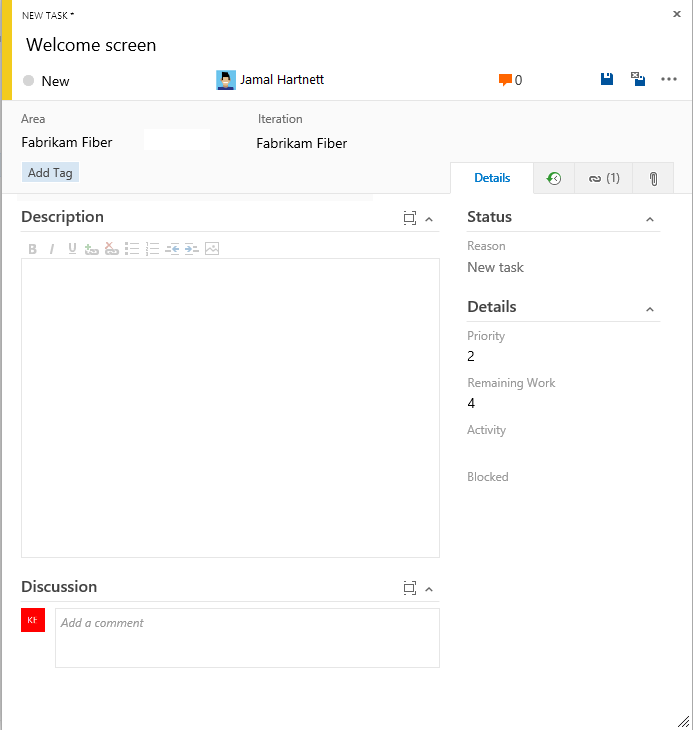 NEW TASK *
Welcome screen
New
Jamal Hartnett
0
Area
Iteration
Fabrikam Fiber
Fabrikam Fiber
Add Tag
Details
(1)
Description
B I U
Discussion
Add a comment
Status
Reason
New task
Details
Priority
2
Remaining Work
4
Activity
Blocked